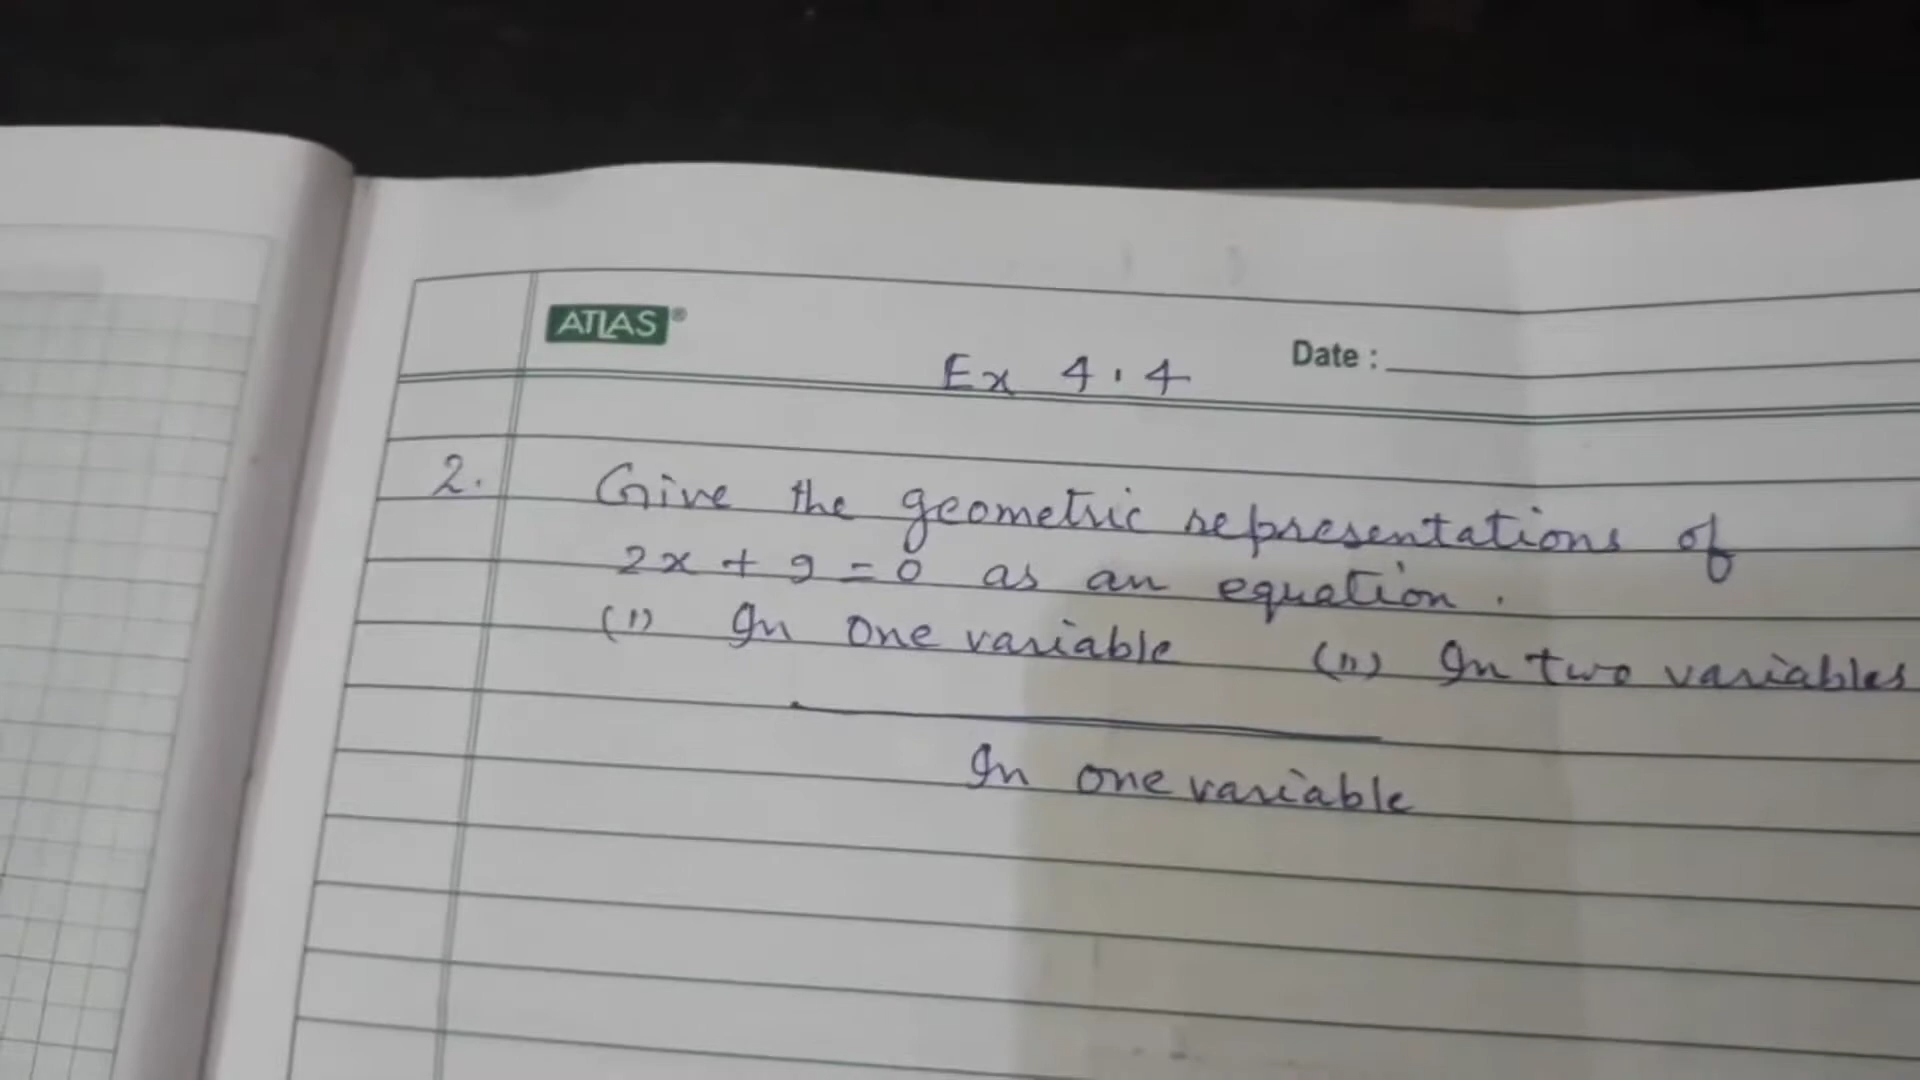 ATLAS®
Ex 4.4
Date :
2. Give the geometric representations of
2x + 9 = 0 as an equation.
(i) In one variable (ii) In two variables
In one variable